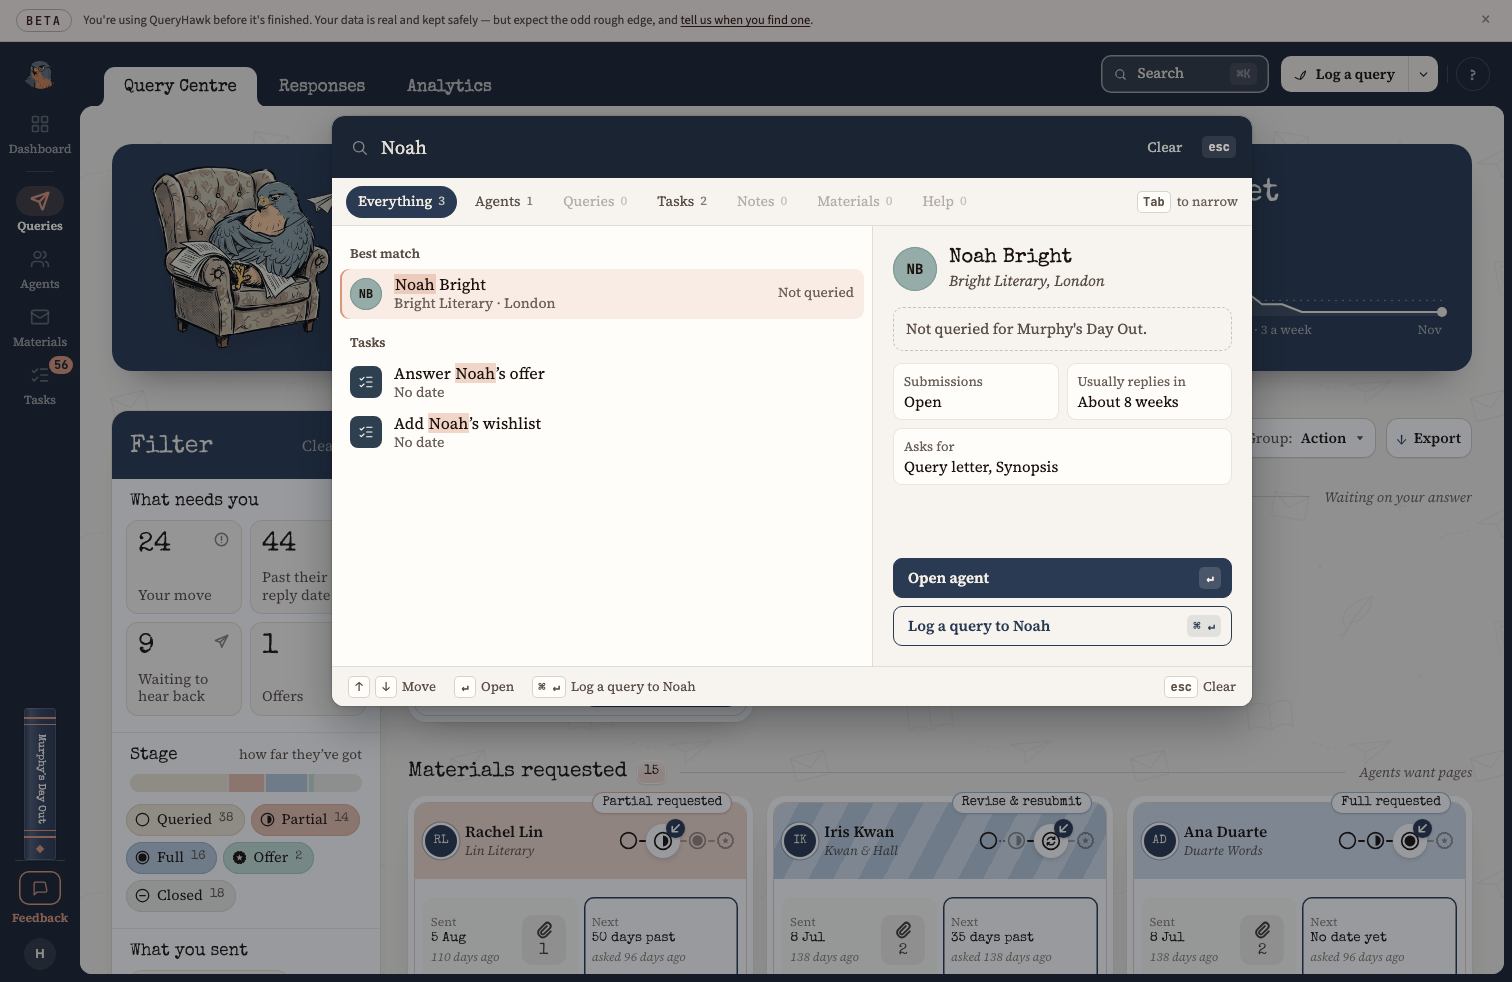 BETA
You're using QueryHawk before it's finished. Your data is real and kept safely — but expect the odd rough edge, and tell us when you find one.
×
Query Centre
Responses
Analytics
Search
⌘K
Log a query
?
Dashboard
Queries
Agents
Materials
56
Tasks
Murphy's Day Out
Feedback
H
Noah
Clear
esc
Everything 3
Agents 1
Queries 0
Tasks 2
Notes 0
Materials 0
Help 0
Tab to narrow
Best match
NB
Noah Bright
Bright Literary · London
Not queried
Tasks
Answer Noah’s offer
No date
Add Noah’s wishlist
No date
NB
Noah Bright
Bright Literary, London
Not queried for Murphy's Day Out.
Submissions
Open
Usually replies in
About 8 weeks
Asks for
Query letter, Synopsis
Open agent ↵
Log a query to Noah ⌘ ↵
↑ ↓ Move
↵ Open
⌘ ↵ Log a query to Noah
esc Clear
et
· 3 a week
Nov
Group: Action
↓ Export
Waiting on your answer
Filter
Clea
What needs you
24
Your move
44
Past their
reply date
9
Waiting to
hear back
1
Offers
Stage
how far they’ve got
Queried 38
Partial 14
Full 16
Offer 2
Closed 18
What you sent
Materials requested 15
Agents want pages
Partial requested
RL
Rachel Lin
Lin Literary
Sent
5 Aug
110 days ago
1
Next
50 days past
asked 96 days ago
Revise & resubmit
IK
Iris Kwan
Kwan & Hall
Sent
8 Jul
138 days ago
2
Next
35 days past
asked 138 days ago
Full requested
AD
Ana Duarte
Duarte Words
Sent
8 Jul
138 days ago
2
Next
No date yet
asked 96 days ago